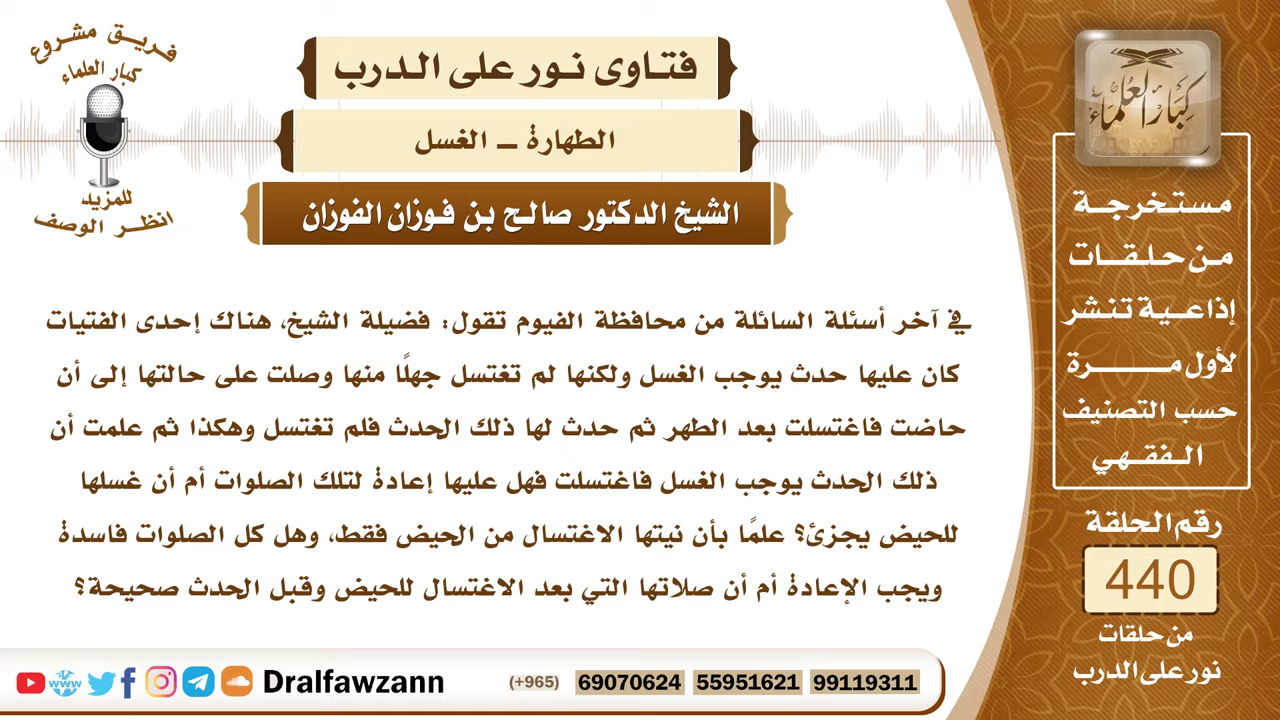 فريق مشروع
كبار العلماء
للمزيد
انظر الوصف
فتاوى نور على الدرب
الطهارة – الغسل
الشيخ الدكتور صالح بن فوزان الفوزان
في آخر أسئلة السائلة من محافظة الفيوم تقول: فضيلة الشيخ، هناك إحدى الفتيات
كان عليها حدث يوجب الغسل ولكنها لم تغتسل جهلًا منها وصلت على حالتها إلى أن
حاضت فاغتسلت بعد الطهر ثم حدث لها ذلك الحدث فلم تغتسل وهكذا ثم علمت أن
ذلك الحدث يوجب الغسل فاغتسلت فهل عليها إعادة لتلك الصلوات أم أن غسلها
للحيض يجزئ؟ علمًا بأن نيتها الاغتسال من الحيض فقط، وهل كل الصلوات فاسدة
ويجب الإعادة أم أن صلاتها التي بعد الاغتسال للحيض وقبل الحدث صحيحة؟
كبار العلماء
مستخرجة
من حلقات
إذاعية تنشر
لأول مرة
حسب التصنيف
الفقهي
رقم الحلقة
440
من حلقات
نور على الدرب
www Dralfawzann (+965) 69070624 55951621 99119311